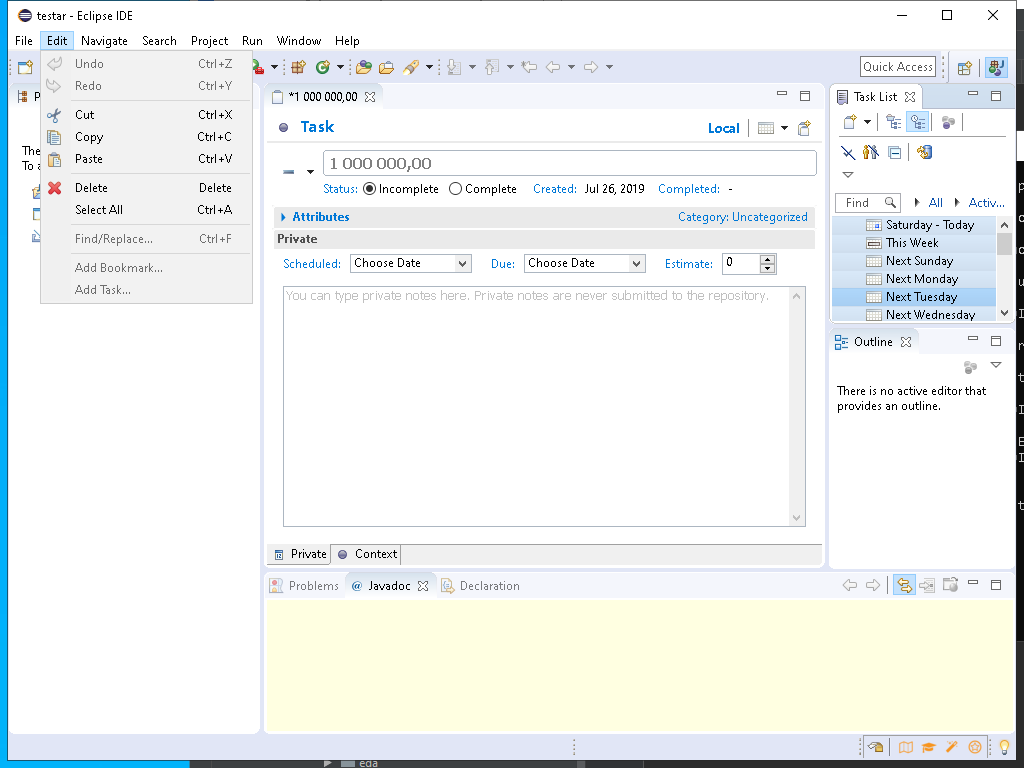 testar - Eclipse IDE
File Edit Navigate Search Project Run Window Help
Undo Ctrl+Z
Redo Ctrl+Y
Cut Ctrl+X
Copy Ctrl+C
Paste Ctrl+V
Delete Delete
Select All Ctrl+A
Find/Replace... Ctrl+F
Add Bookmark...
Add Task...
Quick Access
P
The
To a
*1 000 000,00
Task
Local
1 000 000,00
Status: Incomplete Complete Created: Jul 26, 2019 Completed: -
Attributes Category: Uncategorized
Private
Scheduled: Choose Date Due: Choose Date Estimate: 0
You can type private notes here. Private notes are never submitted to the repository.
Private Context
Task List
Find All Activ...
Saturday - Today
This Week
Next Sunday
Next Monday
Next Tuesday
Next Wednesday
Outline
There is no active editor that
provides an outline.
Problems @ Javadoc Declaration
eda